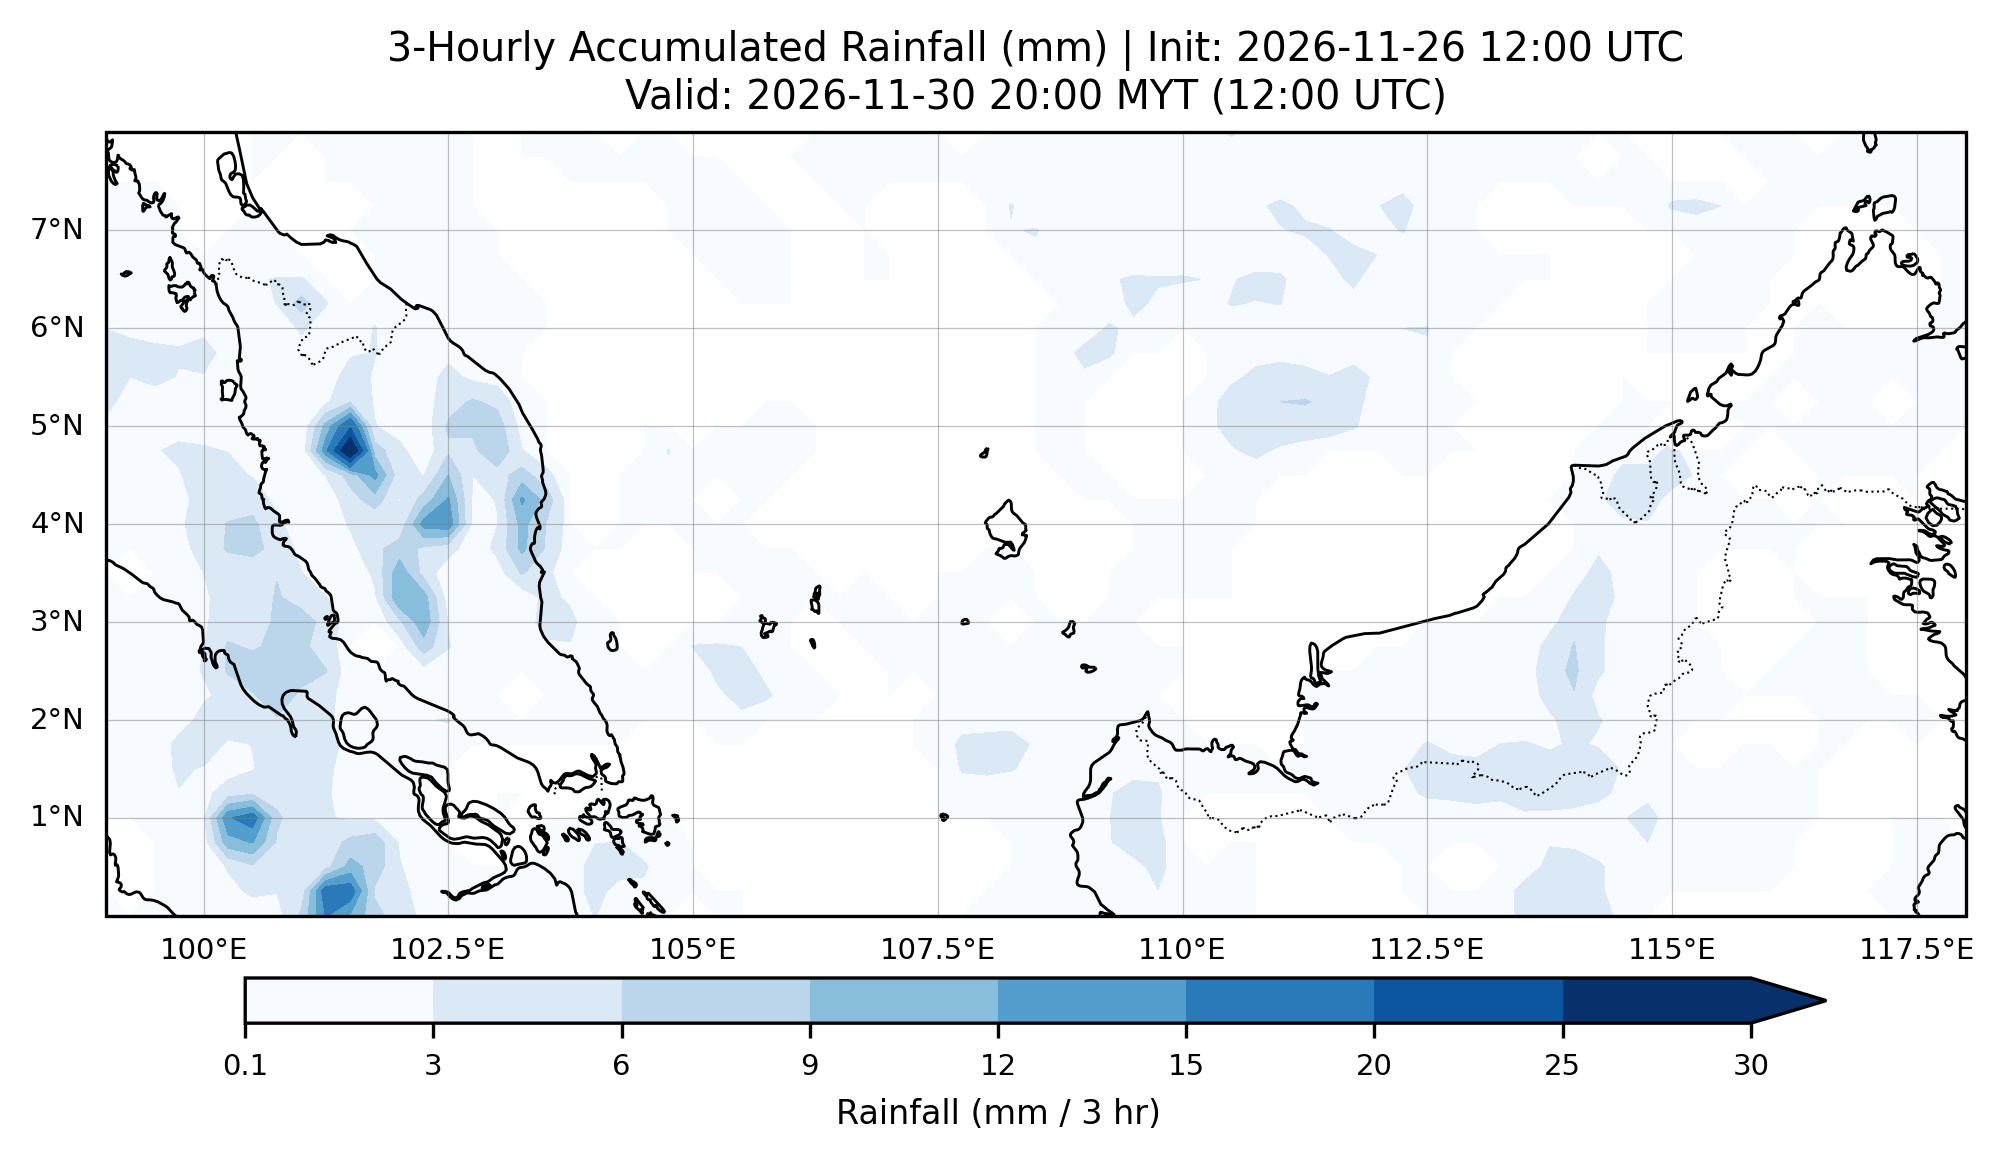 3-Hourly Accumulated Rainfall (mm) | Init: 2026-11-26 12:00 UTC
Valid: 2026-11-30 20:00 MYT (12:00 UTC)
7°N
6°N
5°N
4°N
3°N
2°N
1°N
100°E 102.5°E 105°E 107.5°E 110°E 112.5°E 115°E 117.5°E
0.1 3 6 9 12 15 20 25 30
Rainfall (mm / 3 hr)